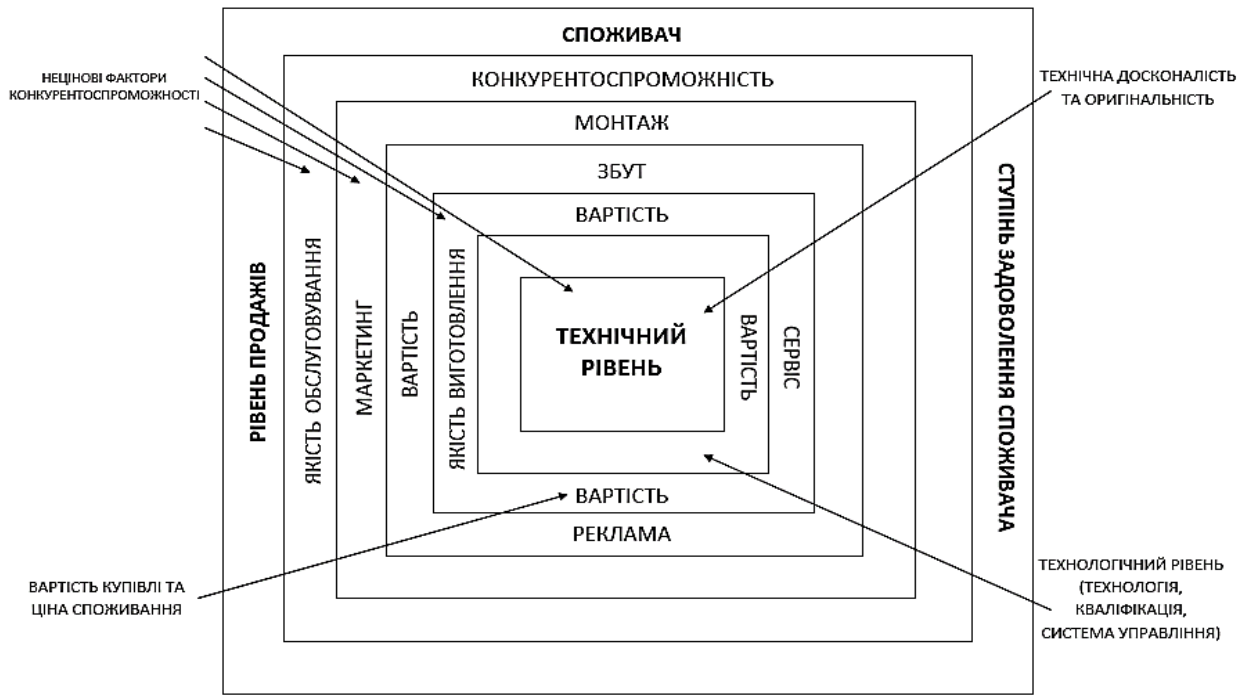 СПОЖИВАЧ
НЕЦІНОВІ ФАКТОРИ
КОНКУРЕНТОСПРОМОЖНОСТІ
КОНКУРЕНТОСПРОМОЖНІСТЬ
ТЕХНІЧНА ДОСКОНАЛІСТЬ
ТА ОРИГІНАЛЬНІСТЬ
МОНТАЖ
ЗБУТ
ВАРТІСТЬ
РІВЕНЬ ПРОДАЖІВ
ЯКІСТЬ ОБСЛУГОВУВАННЯ
МАРКЕТИНГ
ВАРТІСТЬ
ЯКІСТЬ ВИГОТОВЛЕННЯ
ТЕХНІЧНИЙ
РІВЕНЬ
ВАРТІСТЬ
СЕРВІС
СТУПІНЬ ЗАДОВОЛЕННЯ СПОЖИВАЧА
ВАРТІСТЬ
РЕКЛАМА
ВАРТІСТЬ КУПІВЛІ ТА
ЦІНА СПОЖИВАННЯ
ТЕХНОЛОГІЧНИЙ РІВЕНЬ
(ТЕХНОЛОГІЯ,
КВАЛІФІКАЦІЯ,
СИСТЕМА УПРАВЛІННЯ)